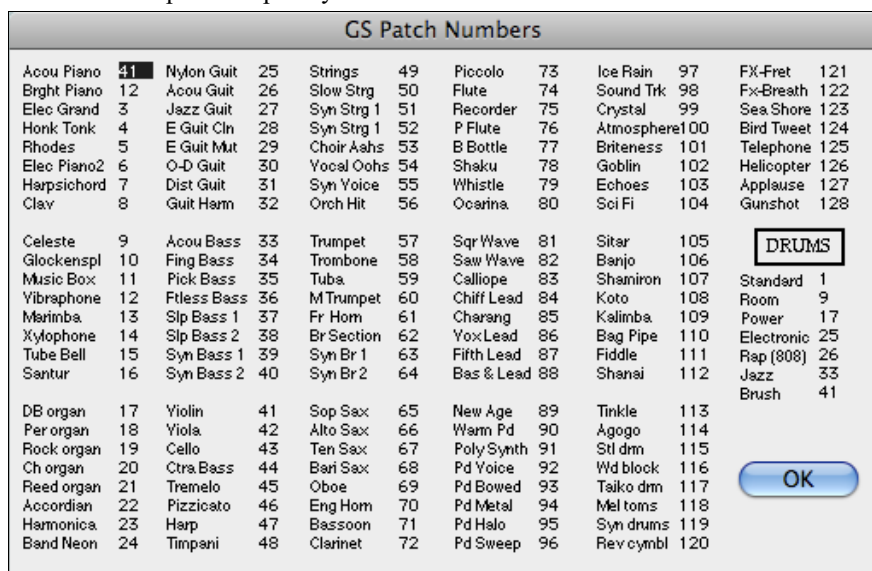 GS Patch Numbers
Acou Piano 41 Nylon Guit 25 Strings 49 Piccolo 73 Ice Rain 97 FX-Fret 121
Brght Piano 12 Acou Guit 26 Slow Strg 50 Flute 74 Sound Trk 98 Fx-Breath 122
Elec Grand 3 Jazz Guit 27 Syn Strg 1 51 Recorder 75 Crystal 99 Sea Shore 123
Honk Tonk 4 E Guit Cln 28 Syn Strg 1 52 P Flute 76 Atmosphere 100 Bird Tweet 124
Rhodes 5 E Guit Mut 29 Choir Aahs 53 B Bottle 77 Briteness 101 Telephone 125
Elec Piano2 6 O-D Guit 30 Vocal Oohs 54 Shaku 78 Goblin 102 Helicopter 126
Harpsichord 7 Dist Guit 31 Syn Voice 55 Whistle 79 Echoes 103 Applause 127
Clav 8 Guit Harm 32 Orch Hit 56 Ocarina 80 Sci Fi 104 Gunshot 128
Celeste 9 Acou Bass 33 Trumpet 57 Sqr Wave 81 Sitar 105 DRUMS
Glockenspl 10 Fing Bass 34 Trombone 58 Saw Wave 82 Banjo 106
Music Box 11 Pick Bass 35 Tuba 59 Calliope 83 Shamiron 107 Standard 1
Vibraphone 12 Ftless Bass 36 M Trumpet 60 Chiff Lead 84 Koto 108 Room 9
Marimba 13 Slp Bass 1 37 Fr Horn 61 Charang 85 Kalimba 109 Power 17
Xylophone 14 Slp Bass 2 38 Br Section 62 Vox Lead 86 Bag Pipe 110 Electronic 25
Tube Bell 15 Syn Bass 1 39 Syn Br 1 63 Fifth Lead 87 Fiddle 111 Rap (808) 26
Santur 16 Syn Bass 2 40 Syn Br 2 64 Bas & Lead 88 Shanai 112 Jazz 33
Brush 41
DB organ 17 Violin 41 Sop Sax 65 New Age 89 Tinkle 113
Per organ 18 Viola 42 Alto Sax 66 Warm Pd 90 Agogo 114
Rock organ 19 Cello 43 Ten Sax 67 Poly Synth 91 Stl drm 115
Ch organ 20 Ctra Bass 44 Bari Sax 68 Pd Voice 92 Wd block 116
Reed organ 21 Tremelo 45 Oboe 69 Pd Bowed 93 Taiko drm 117
OK
Accordian 22 Pizzicato 46 Eng Horn 70 Pd Metal 94 Mel toms 118
Harmonica 23 Harp 47 Bassoon 71 Pd Halo 95 Syn drums 119
Band Neon 24 Timpani 48 Clarinet 72 Pd Sweep 96 Rev cymbl 120